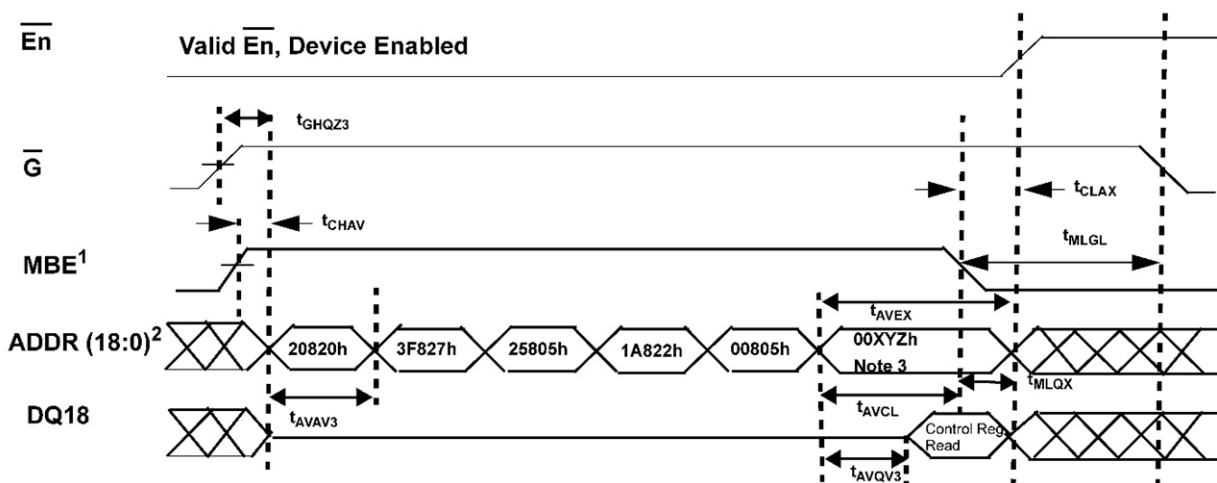 En Valid En, Device Enabled
tGHQZ3
G
tCLAX
tCHAV
tMLGL
MBE1
tAVEX
ADDR (18:0)2 20820h 3F827h 25805h 1A822h 00805h 00XYZh
Note 3
tMLQX
DQ18 tAVAV3 tAVCL
Control Reg
Read
tAVQV3